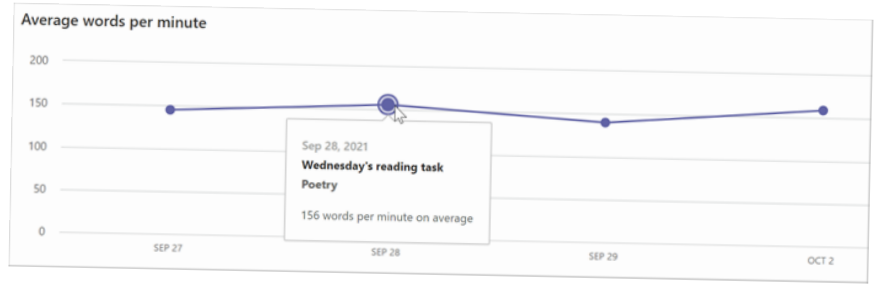 Average words per minute
200
150
100
50
0
Sep 28, 2021
Wednesday's reading task
Poetry
156 words per minute on average
SEP 27
SEP 28
SEP 29
OCT 2